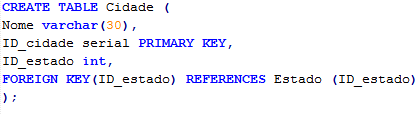 CREATE TABLE Cidade (
Nome varchar(30),
ID_cidade serial PRIMARY KEY,
ID_estado int,
FOREIGN KEY(ID_estado) REFERENCES Estado (ID_estado)
);